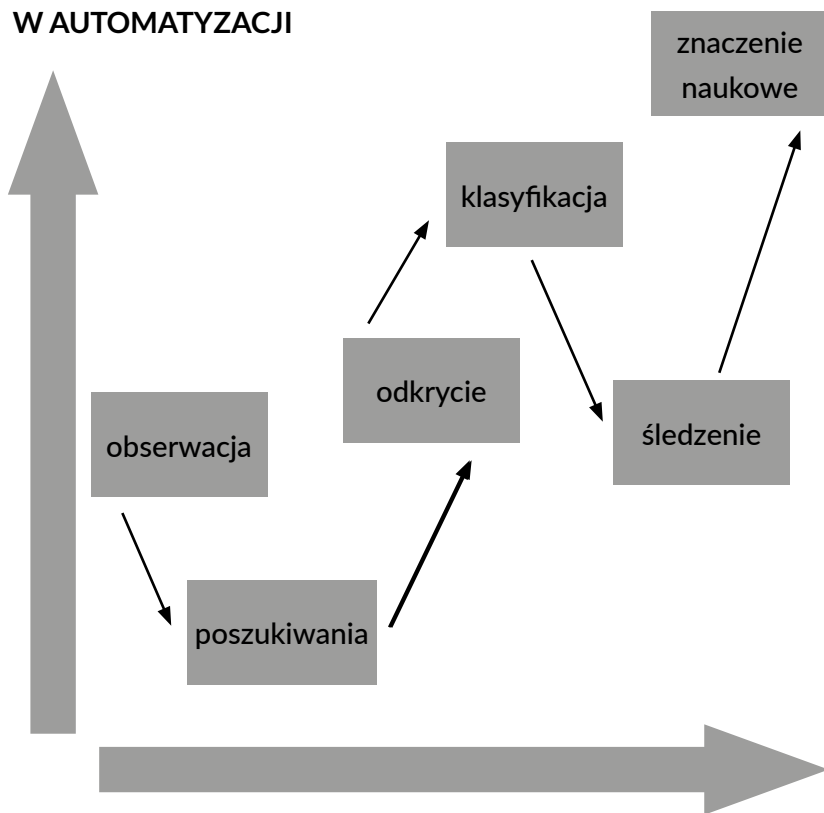 W AUTOMATYZACJI
znaczenie
naukowe
klasyfikacja
odkrycie
śledzenie
obserwacja
poszukiwania